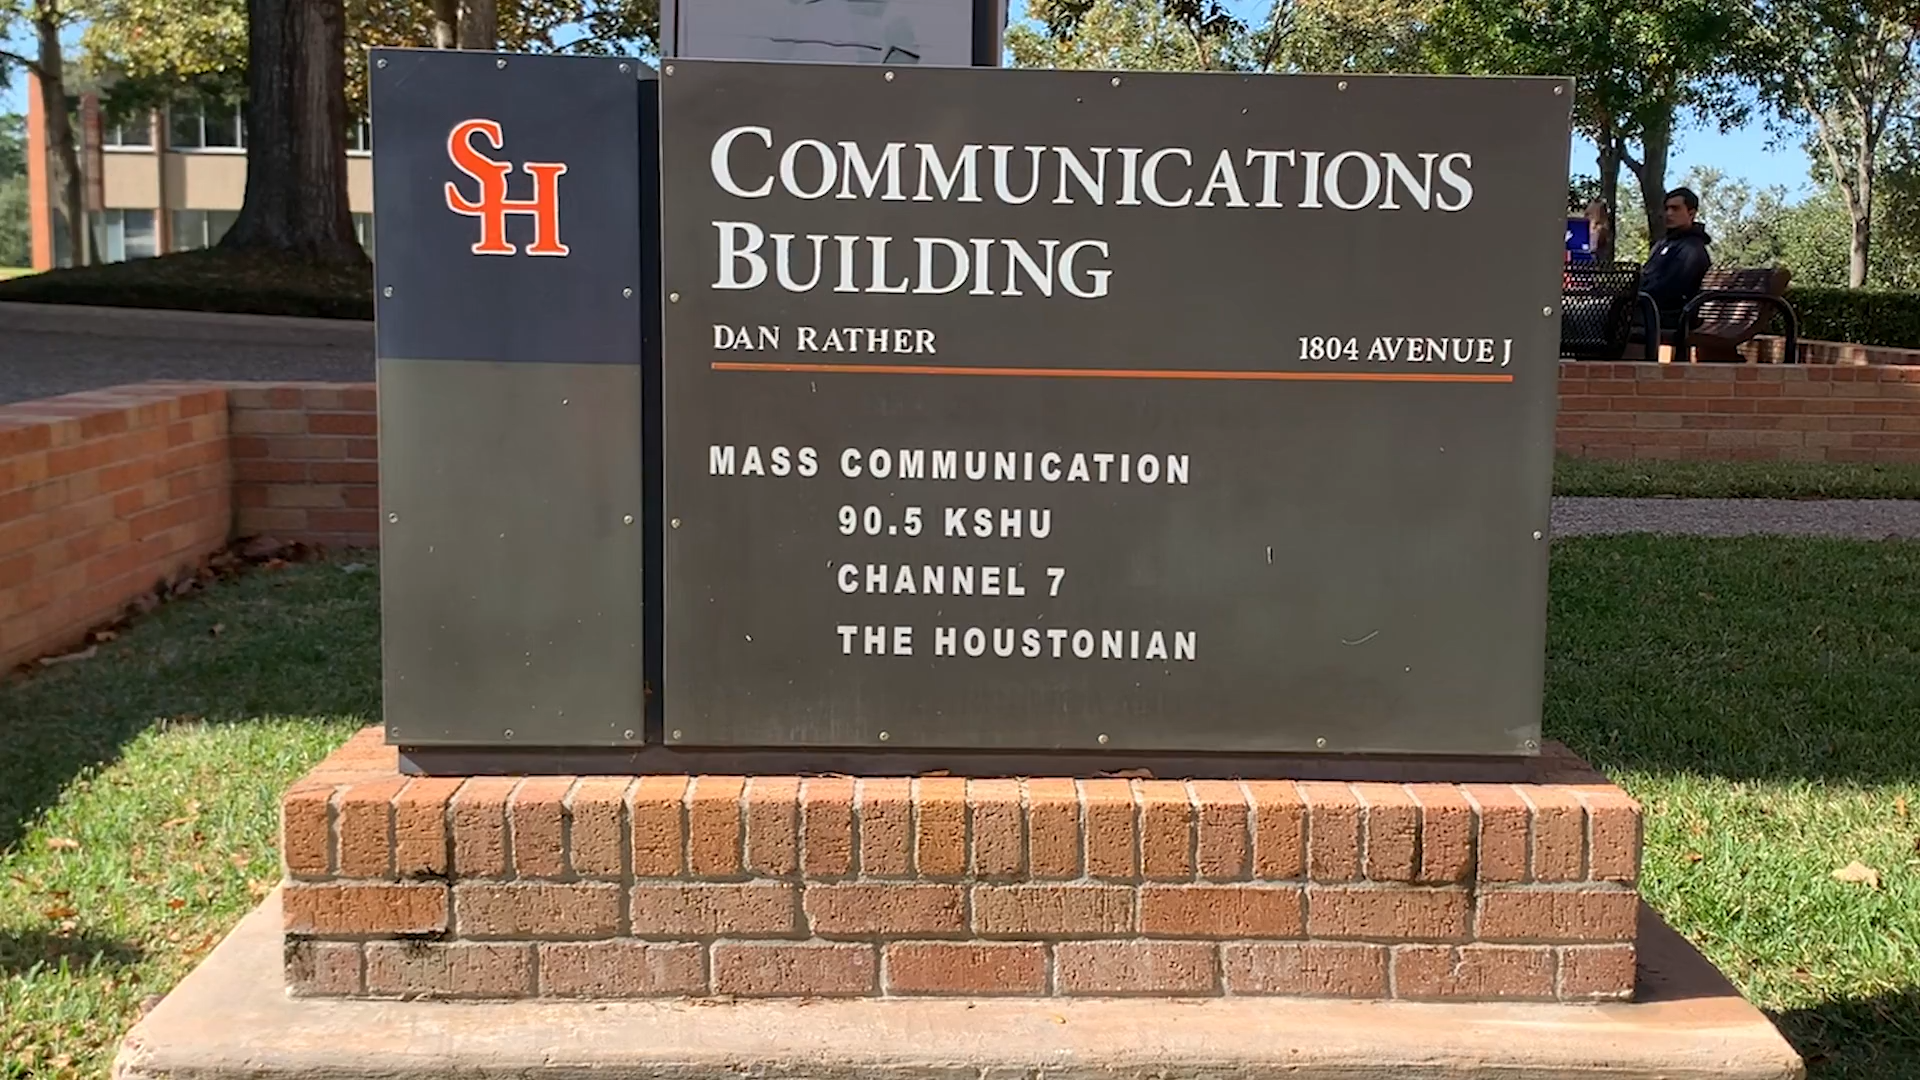 SH
COMMUNICATIONS
BUILDING
DAN RATHER
1804 AVENUE J
MASS COMMUNICATION
90.5 KSHU
CHANNEL 7
THE HOUSTONIAN